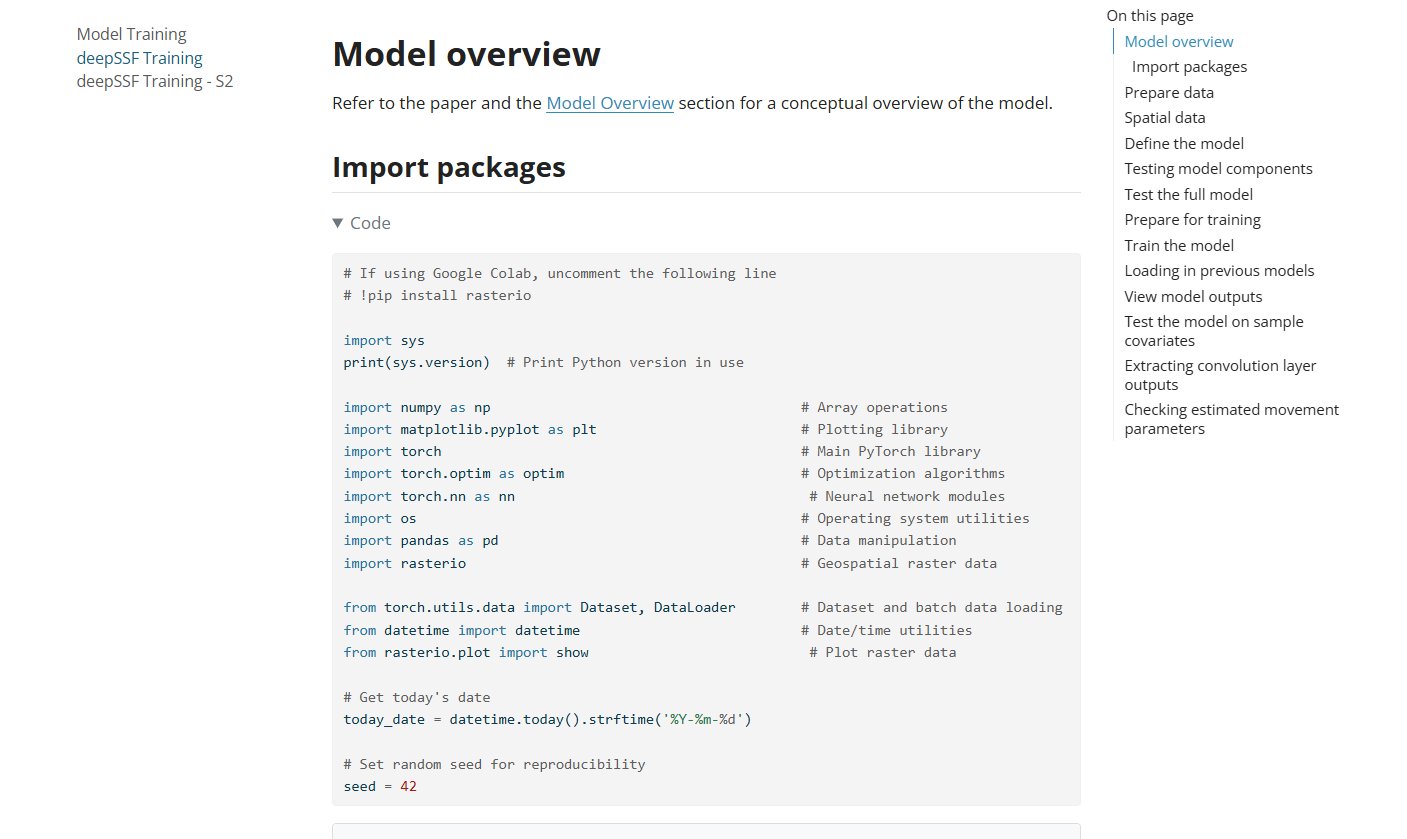 Model Training
deepSSF Training
deepSSF Training - S2
Model overview
Refer to the paper and the Model Overview section for a conceptual overview of the model.
Import packages
▼ Code
# If using Google Colab, uncomment the following line
# !pip install rasterio
import sys
print(sys.version)  # Print Python version in use
import numpy as np                                      # Array operations
import matplotlib.pyplot as plt                         # Plotting library
import torch                                            # Main PyTorch library
import torch.optim as optim                             # Optimization algorithms
import torch.nn as nn                                    # Neural network modules
import os                                               # Operating system utilities
import pandas as pd                                     # Data manipulation
import rasterio                                         # Geospatial raster data
from torch.utils.data import Dataset, DataLoader        # Dataset and batch data loading
from datetime import datetime                           # Date/time utilities
from rasterio.plot import show                           # Plot raster data
# Get today's date
today_date = datetime.today().strftime('%Y-%m-%d')
# Set random seed for reproducibility
seed = 42
On this page
Model overview
Import packages
Prepare data
Spatial data
Define the model
Testing model components
Test the full model
Prepare for training
Train the model
Loading in previous models
View model outputs
Test the model on sample
covariates
Extracting convolution layer
outputs
Checking estimated movement
parameters